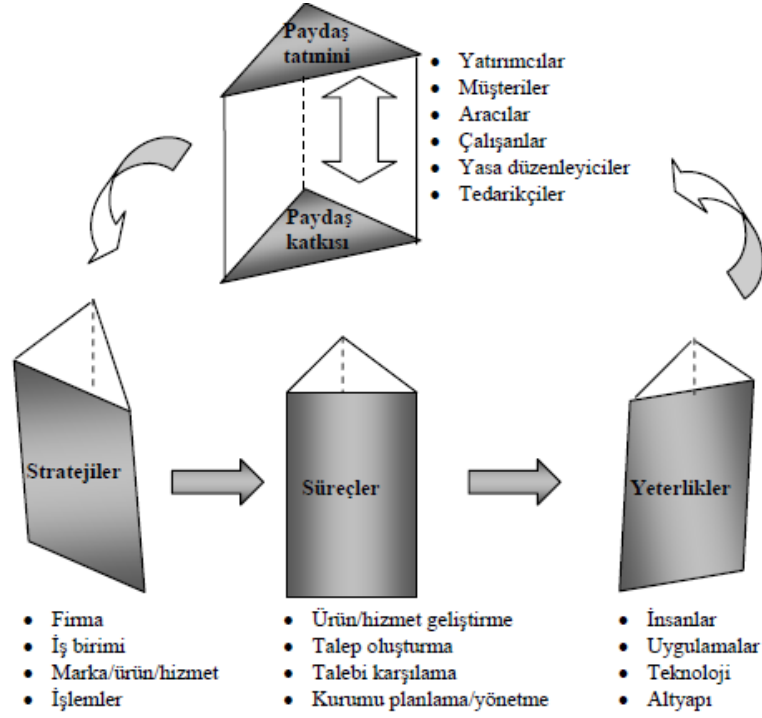 Paydaş
tatmini
• Yatırımcılar
• Müşteriler
• Aracılar
• Çalışanlar
• Yasa düzenleyiciler
• Tedarikçiler
Paydaş
katkısı
Stratejiler
Süreçler
Yeterlikler
• Firma
• İş birimi
• Marka/ürün/hizmet
• İşlemler
• Ürün/hizmet geliştirme
• Talep oluşturma
• Talebi karşılama
• Kurumu planlama/yönetme
• İnsanlar
• Uygulamalar
• Teknoloji
• Altyapı